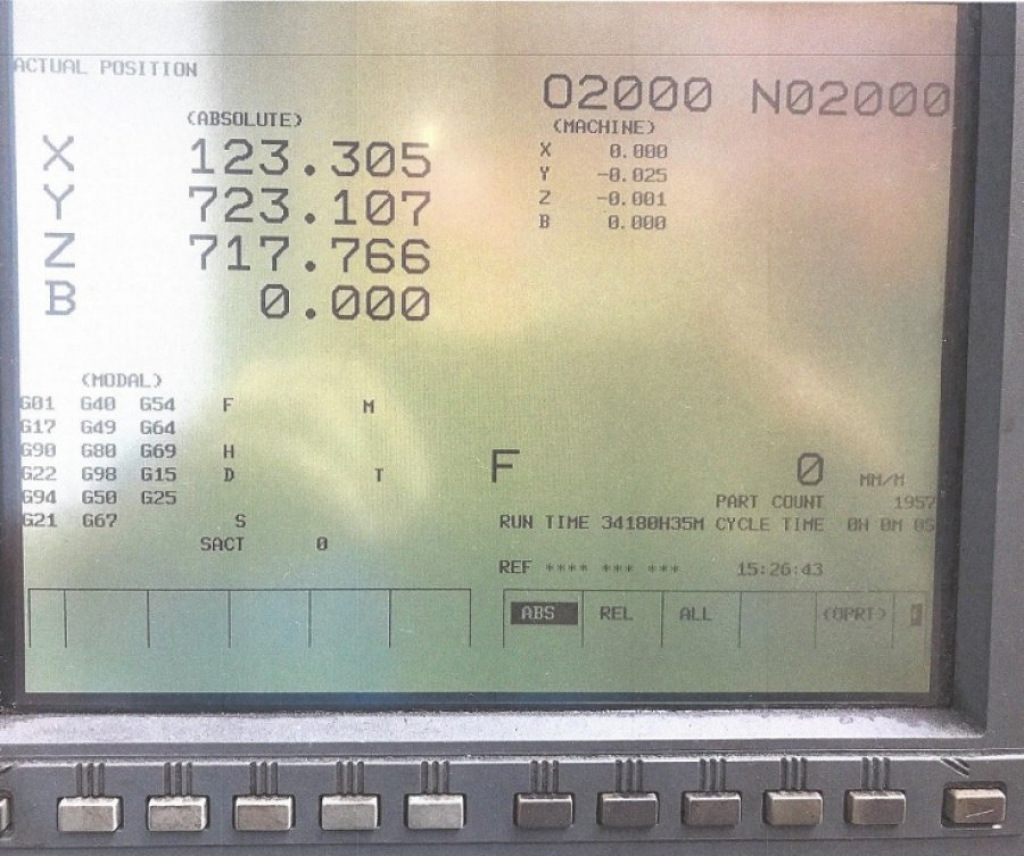 ACTUAL POSITION
O2000 N02000
(ABSOLUTE)
(MACHINE)
X 123.305
Y 723.107
Z 717.766
B 0.000
X 0.000
Y -0.025
Z -0.001
B 0.000
(MODAL)
G01 G40 G54 F M
G17 G49 G64
G90 G80 G69 H
G22 G98 G15 D T
G94 G50 G25
G21 G67 S
SACT 0
F 0 MM/M
PART COUNT 1957
RUN TIME 34180H35M CYCLE TIME 0H 0M 0S
REF **** *** ***
15:26:43
ABS REL ALL (OPRT)